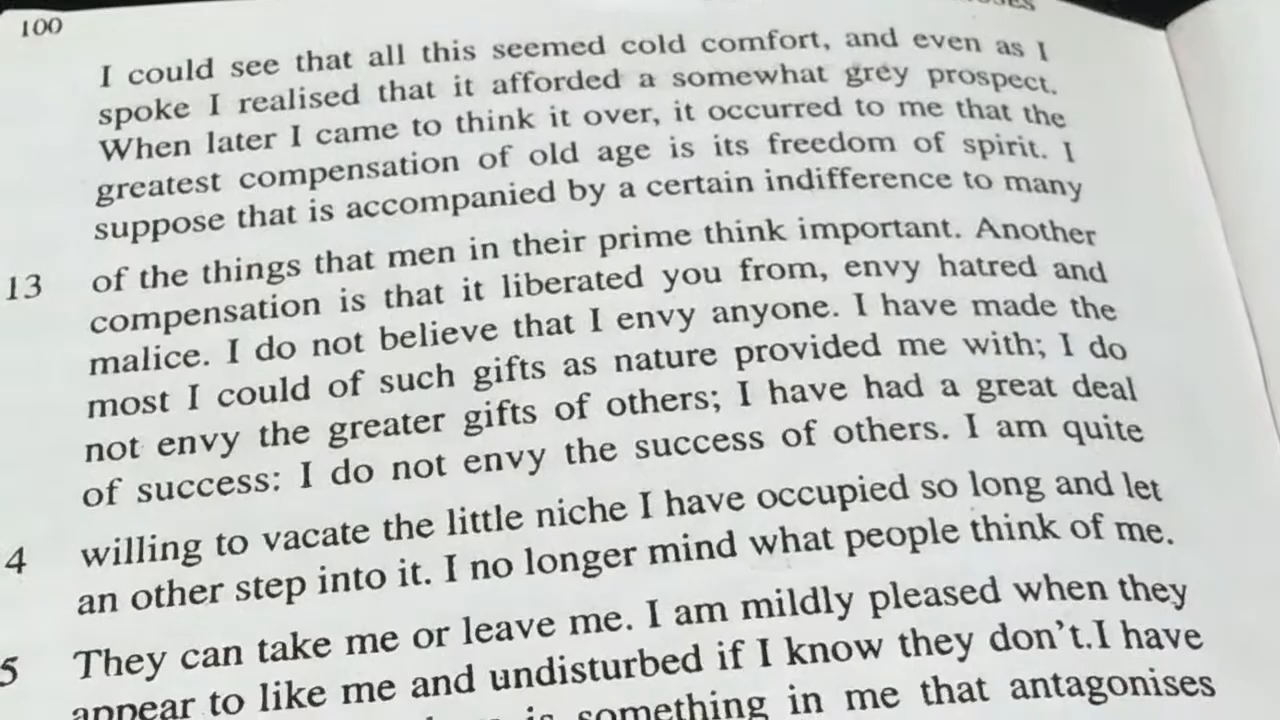 100
I could see that all this seemed cold comfort, and even as I
spoke I realised that it afforded a somewhat grey prospect.
When later I came to think it over, it occurred to me that the
greatest compensation of old age is its freedom of spirit. I
suppose that is accompanied by a certain indifference to many
13 of the things that men in their prime think important. Another
compensation is that it liberated you from, envy hatred and
malice. I do not believe that I envy anyone. I have made the
most I could of such gifts as nature provided me with; I do
not envy the greater gifts of others; I have had a great deal
of success: I do not envy the success of others. I am quite
4 willing to vacate the little niche I have occupied so long and let
an other step into it. I no longer mind what people think of me.
5 They can take me or leave me. I am mildly pleased when they
appear to like me and undisturbed if I know they don't.I have
is something in me that antagonises